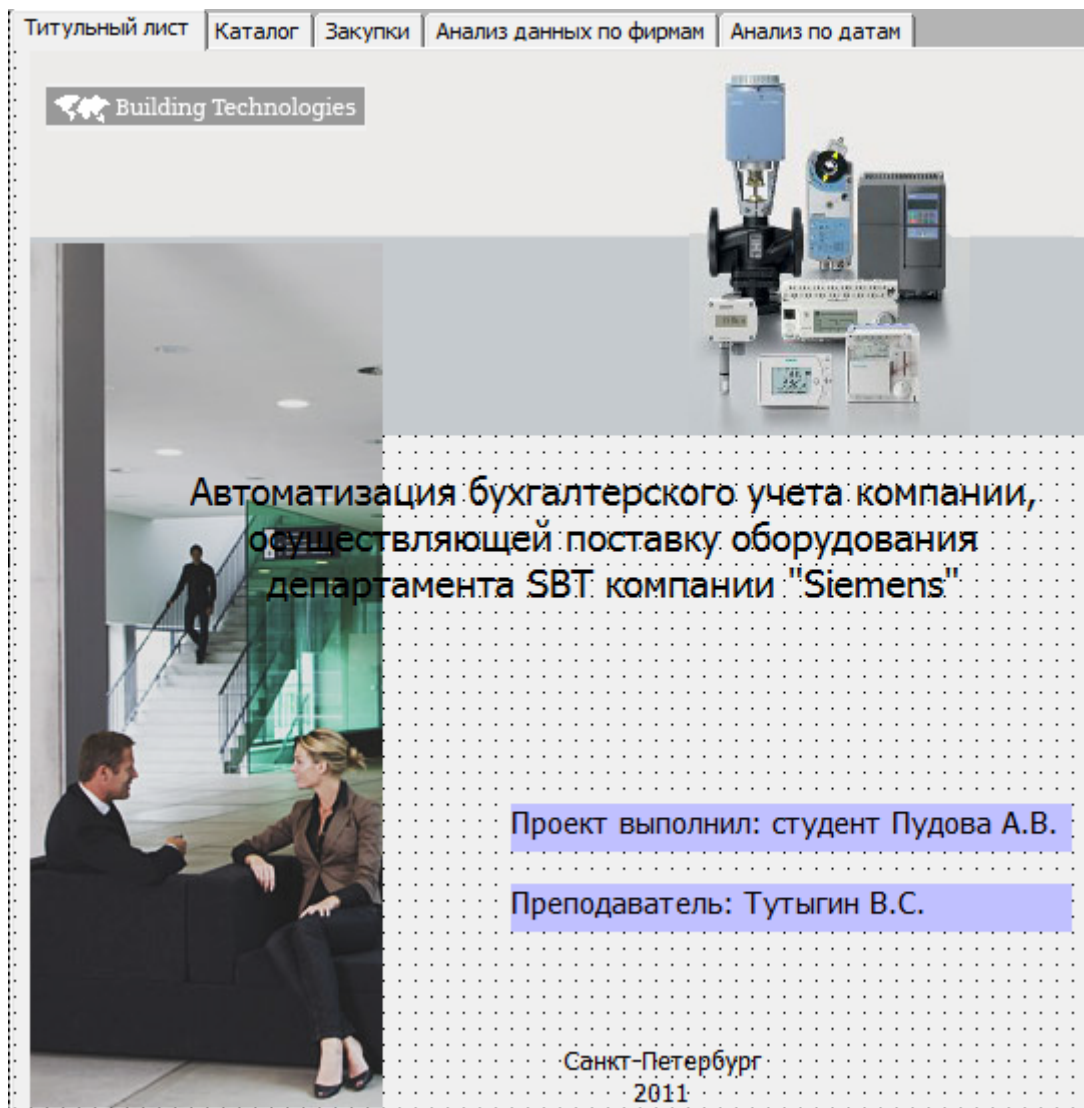 Титульный лист Каталог Закупки Анализ данных по фирмам Анализ по датам
Building Technologies
Автоматизация бухгалтерского учета компании,
осуществляющей поставку оборудования
департамента SBT компании "Siemens"
Проект выполнил: студент Пудова А.В.
Преподаватель: Тутыгин В.С.
Санкт-Петербург
2011